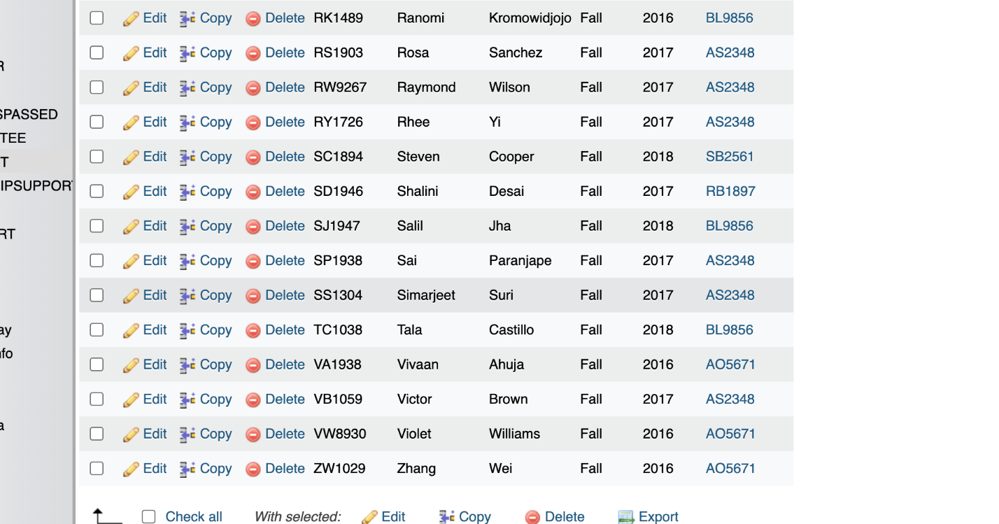 Edit Copy Delete RK1489 Ranomi Kromowidjojo Fall 2016 BL9856
Edit Copy Delete RS1903 Rosa Sanchez Fall 2017 AS2348
R
Edit Copy Delete RW9267 Raymond Wilson Fall 2017 AS2348
SPASSED
Edit Copy Delete RY1726 Rhee Yi Fall 2017 AS2348
TEE
Edit Copy Delete SC1894 Steven Cooper Fall 2018 SB2561
T
IPSUPPORT
Edit Copy Delete SD1946 Shalini Desai Fall 2017 RB1897
Edit Copy Delete SJ1947 Salil Jha Fall 2018 BL9856
RT
Edit Copy Delete SP1938 Sai Paranjape Fall 2017 AS2348
Edit Copy Delete SS1304 Simarjeet Suri Fall 2017 AS2348
ay
Edit Copy Delete TC1038 Tala Castillo Fall 2018 BL9856
nfo
Edit Copy Delete VA1938 Vivaan Ahuja Fall 2016 AO5671
Edit Copy Delete VB1059 Victor Brown Fall 2017 AS2348
a
Edit Copy Delete VW8930 Violet Williams Fall 2016 AO5671
Edit Copy Delete ZW1029 Zhang Wei Fall 2016 AO5671
Check all With selected: Edit Copy Delete Export